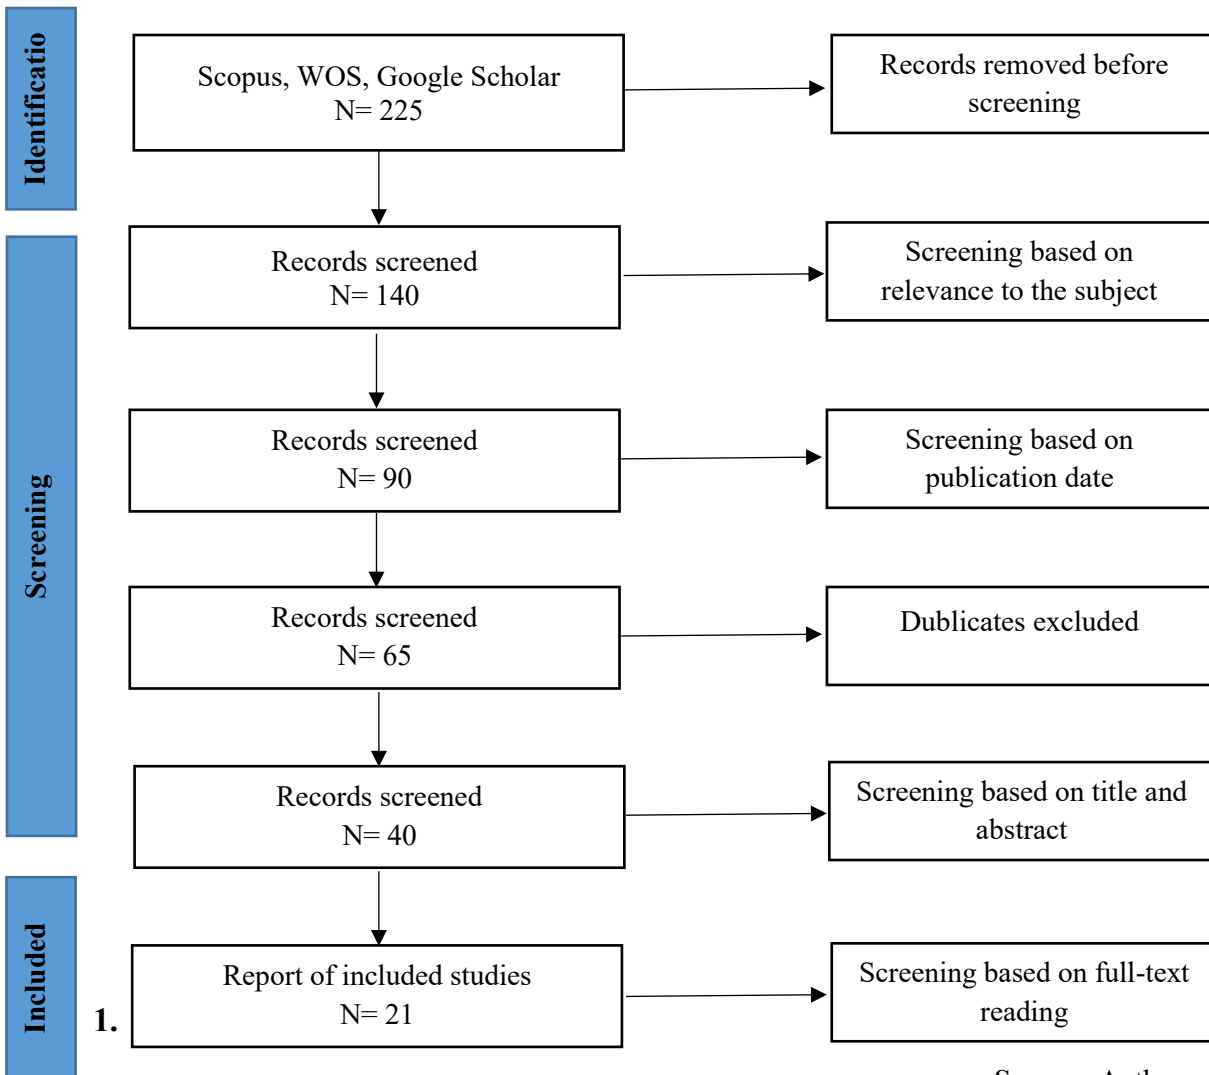 Identificatio
Scopus, WOS, Google Scholar
N= 225
Records removed before
screening
Screening
Records screened
N= 140
Screening based on
relevance to the subject
Records screened
N= 90
Screening based on
publication date
Records screened
N= 65
Dublicates excluded
Records screened
N= 40
Screening based on title and
abstract
Included
1.
Report of included studies
N= 21
Screening based on full-text
reading